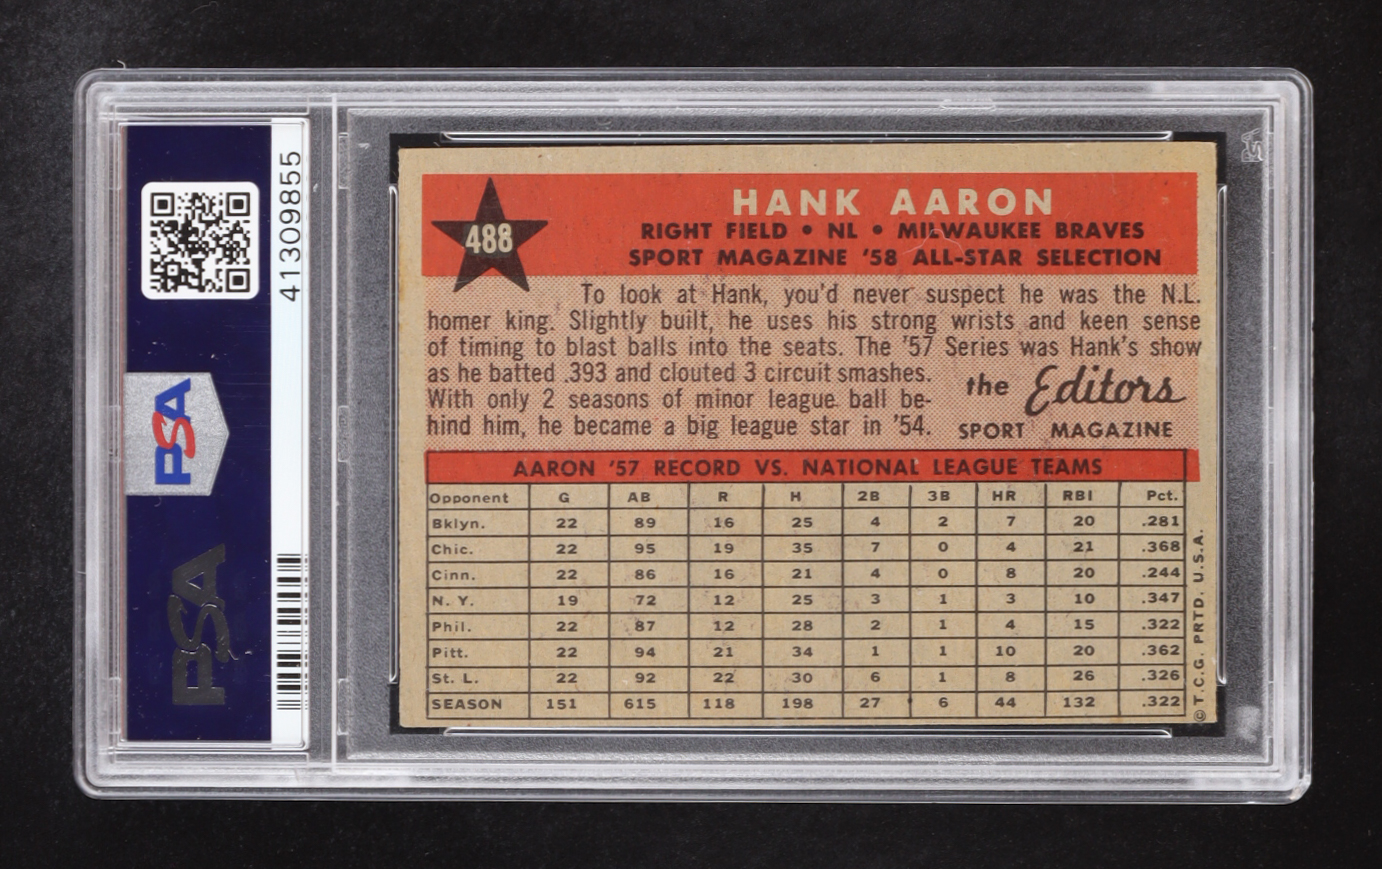 41309855
PSA
PSA
488
HANK AARON
RIGHT FIELD • NL • MILWAUKEE BRAVES
SPORT MAGAZINE '58 ALL-STAR SELECTION
To look at Hank, you'd never suspect he was the N.L.
homer king. Slightly built, he uses his strong wrists and keen sense
of timing to blast balls into the seats. The '57 Series was Hank's show
as he batted .393 and clouted 3 circuit smashes.
With only 2 seasons of minor league ball be-
hind him, he became a big league star in '54.
the Editors
SPORT MAGAZINE
AARON '57 RECORD VS. NATIONAL LEAGUE TEAMS
Opponent G AB R H 2B 3B HR RBI Pct.
Bklyn. 22 89 16 25 4 2 7 20 .281
Chic. 22 95 19 35 7 0 4 21 .368
Cinn. 22 86 16 21 4 0 8 20 .244
N. Y. 19 72 12 25 3 1 3 10 .347
Phil. 22 87 12 28 2 1 4 15 .322
Pitt. 22 94 21 34 1 1 10 20 .362
St. L. 22 92 22 30 6 1 8 26 .326
SEASON 151 615 118 198 27 6 44 132 .322
© T.C.G. PRTD. U.S.A.
PSA